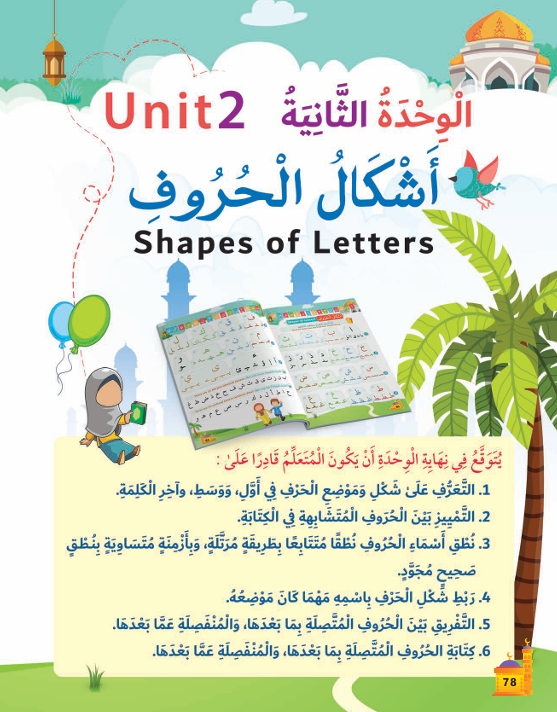 Unit2 الْوِحْدَةُ الثَّانِيَةُ
أَشْكَالُ الْحُرُوفِ
Shapes of Letters
يُتَوَقَّعُ فِي نِهَايَةِ الْوِحْدَةِ أَنْ يَكُونَ الْمُتَعَلِّمُ قَادِرًا عَلَىٰ :
1. التَّعَرُّفِ عَلَىٰ شَكْلِ وَمَوْضِعِ الْحَرْفِ فِي أَوَّلِ، وَوَسَطِ، وآخِرِ الْكَلِمَةِ.
2. التَّمْيِيزِ بَيْنَ الْحُرَوفِ الْمُتَشَابِهِةِ فِي الْكِتَابَةِ.
3. نُطْقِ أَسْمَاءِ الْحُرُوفِ نُطْقًا مُتَتَابِعًا بِطَرِيقَةٍ مُرَتَّلَةٍ، وَبِأَزْمِنَةٍ مُتَسَاوِيَةٍ بِنُطْقٍ
صَحِيحٍ مُجَوَّدٍ.
4. رَبْطِ شَكْلِ الْحَرْفِ بِاسْمِهِ مَهْمَا كَانَ مَوْضِعُهُ.
5. التَّفْرِيقِ بَيْنَ الْحُرُوفِ الْمُتَّصِلَةِ بِمَا بَعْدَهَا، وَالْمُنْفَصِلَةِ عَمَّا بَعْدَهَا.
6. كِتَابَةِ الحُرُوفِ الْمُتَّصِلَةِ بِمَا بَعْدَهَا، وَالْمُنْفَصِلَةِ عَمَّا بَعْدَهَا.
78